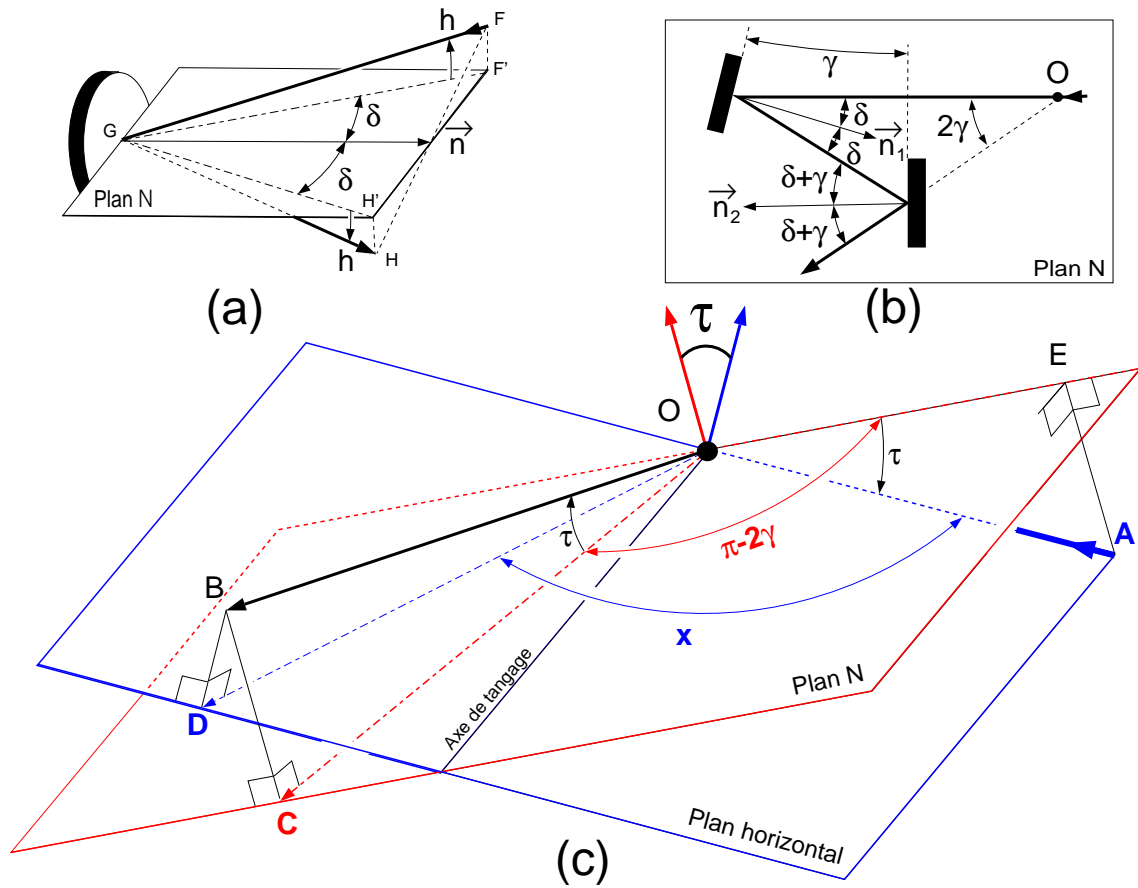 h
F
F'
G
δ
n
δ
Plan N
H'
h
H
(a)
γ
O
δ
n₁
δ
2γ
δ+γ
n₂
δ+γ
Plan N
(b)
τ
O
E
τ
π-2γ
τ
A
B
x
Axe de tangage
Plan N
D
C
Plan horizontal
(c)